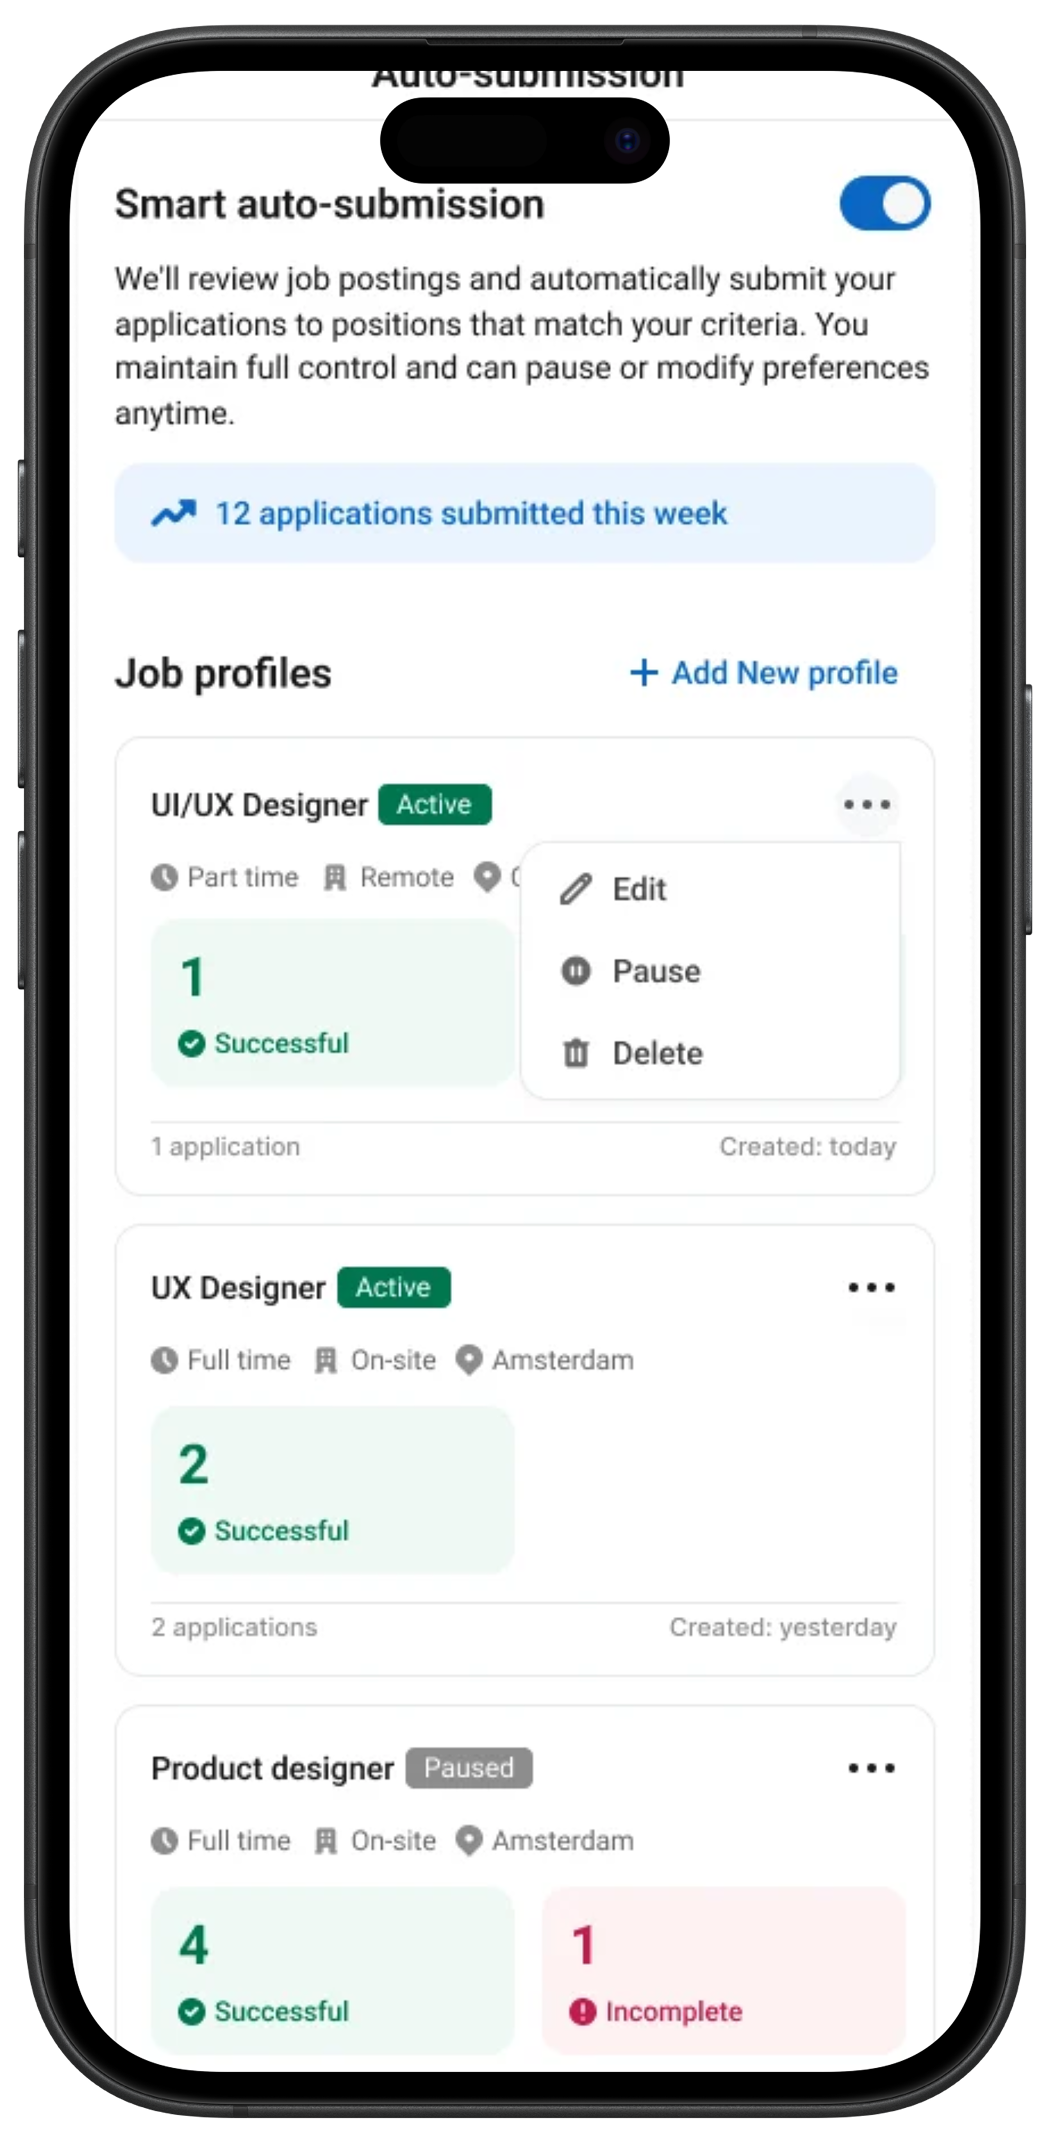 Auto-submission
Smart auto-submission
We'll review job postings and automatically submit your
applications to positions that match your criteria. You
maintain full control and can pause or modify preferences
anytime.
12 applications submitted this week
Job profiles
+ Add New profile
UI/UX Designer Active
Part time Remote
Edit
Pause
Delete
1
Successful
1 application
Created: today
UX Designer Active
Full time On-site Amsterdam
2
Successful
2 applications
Created: yesterday
Product designer Paused
Full time On-site Amsterdam
4
Successful
1
Incomplete